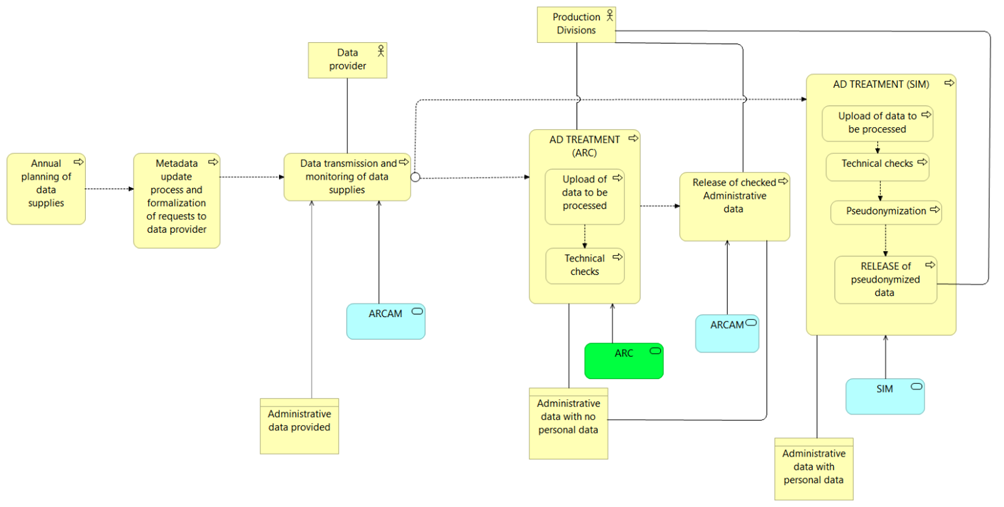 Production
Divisions
Data
provider
AD TREATMENT (SIM)
Upload of data to
be processed
Technical checks
Pseudonymization
RELEASE of
pseudonymized
data
Annual
planning of
data
supplies
Metadata
update
process and
formalization
of requests to
data provider
Data transmission and
monitoring of data
supplies
AD TREATMENT
(ARC)
Upload of
data to be
processed
Technical
checks
Release of checked
Administrative
data
ARCAM
ARCAM
ARC
SIM
Administrative
data provided
Administrative
data with no
personal data
Administrative
data with
personal data